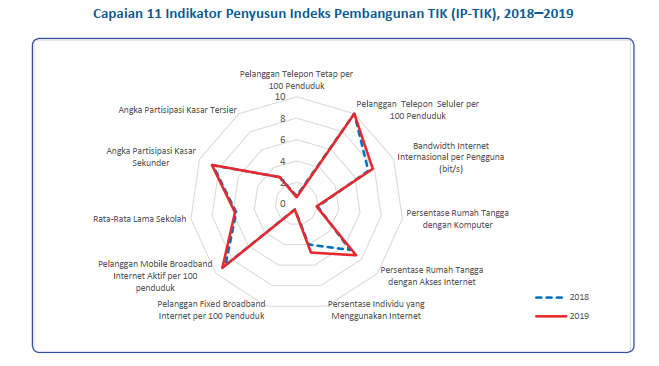 Capaian 11 Indikator Penyusun Indeks Pembangunan TIK (IP-TIK), 2018–2019
Pelanggan Telepon Tetap per
100 Penduduk
10
8
6
4
2
0
Pelanggan Telepon Seluler per
100 Penduduk
Bandwidth Internet
Internasional per Pengguna
(bit/s)
Persentase Rumah Tangga
dengan Komputer
Persentase Rumah Tangga
dengan Akses Internet
Persentase Individu yang
Menggunakan Internet
Pelanggan Fixed Broadband
Internet per 100 Penduduk
Pelanggan Mobile Broadband
Internet Aktif per 100
penduduk
Rata-Rata Lama Sekolah
Angka Partisipasi Kasar
Sekunder
Angka Partisipasi Kasar Tersier
2018
2019